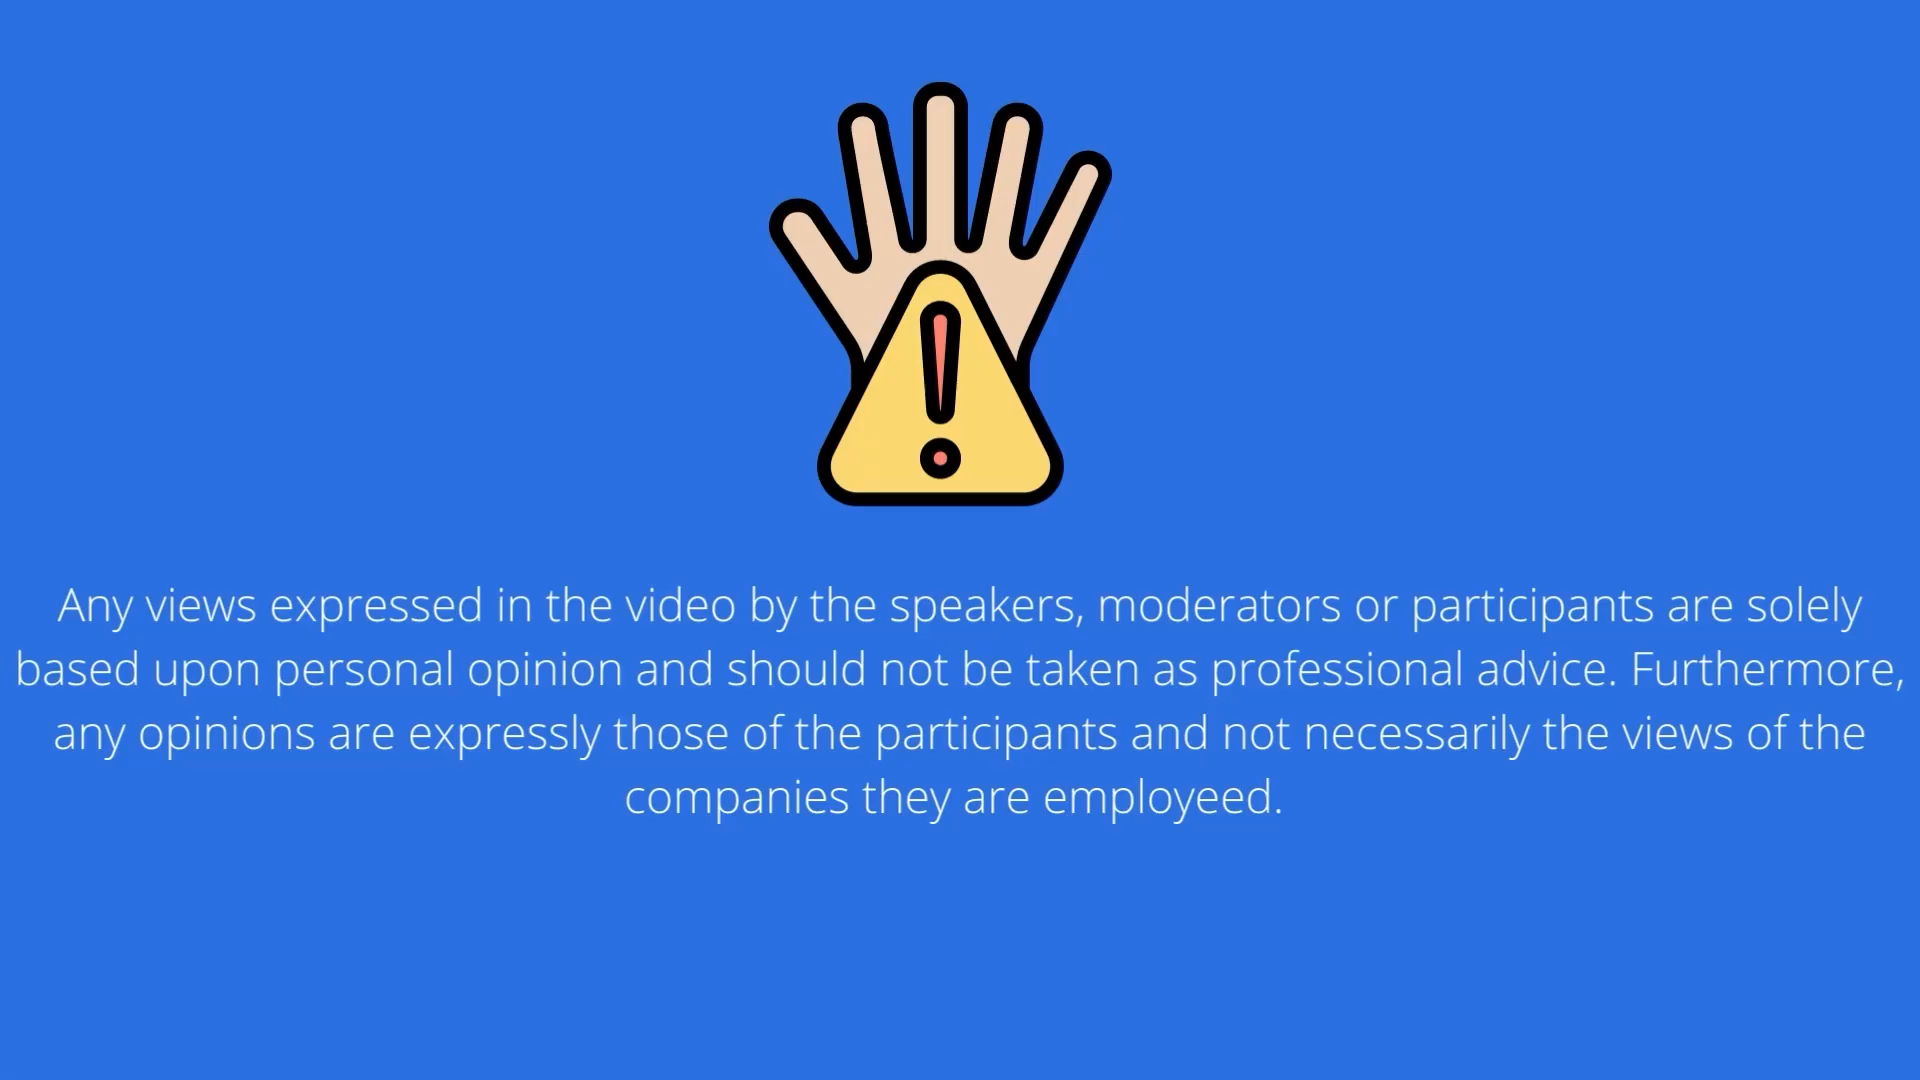 Any views expressed in the video by the speakers, moderators or participants are solely
based upon personal opinion and should not be taken as professional advice. Furthermore,
any opinions are expressly those of the participants and not necessarily the views of the
companies they are employeed.